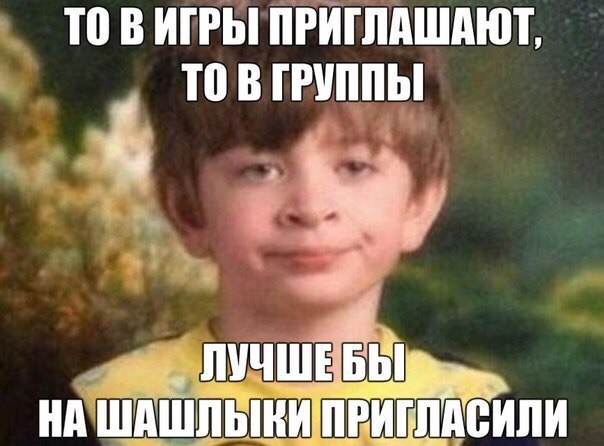 ТО В ИГРЫ ПРИГЛАШАЮТ,
ТО В ГРУППЫ
ЛУЧШЕ БЫ
НА ШАШЛЫКИ ПРИГЛАСИЛИ